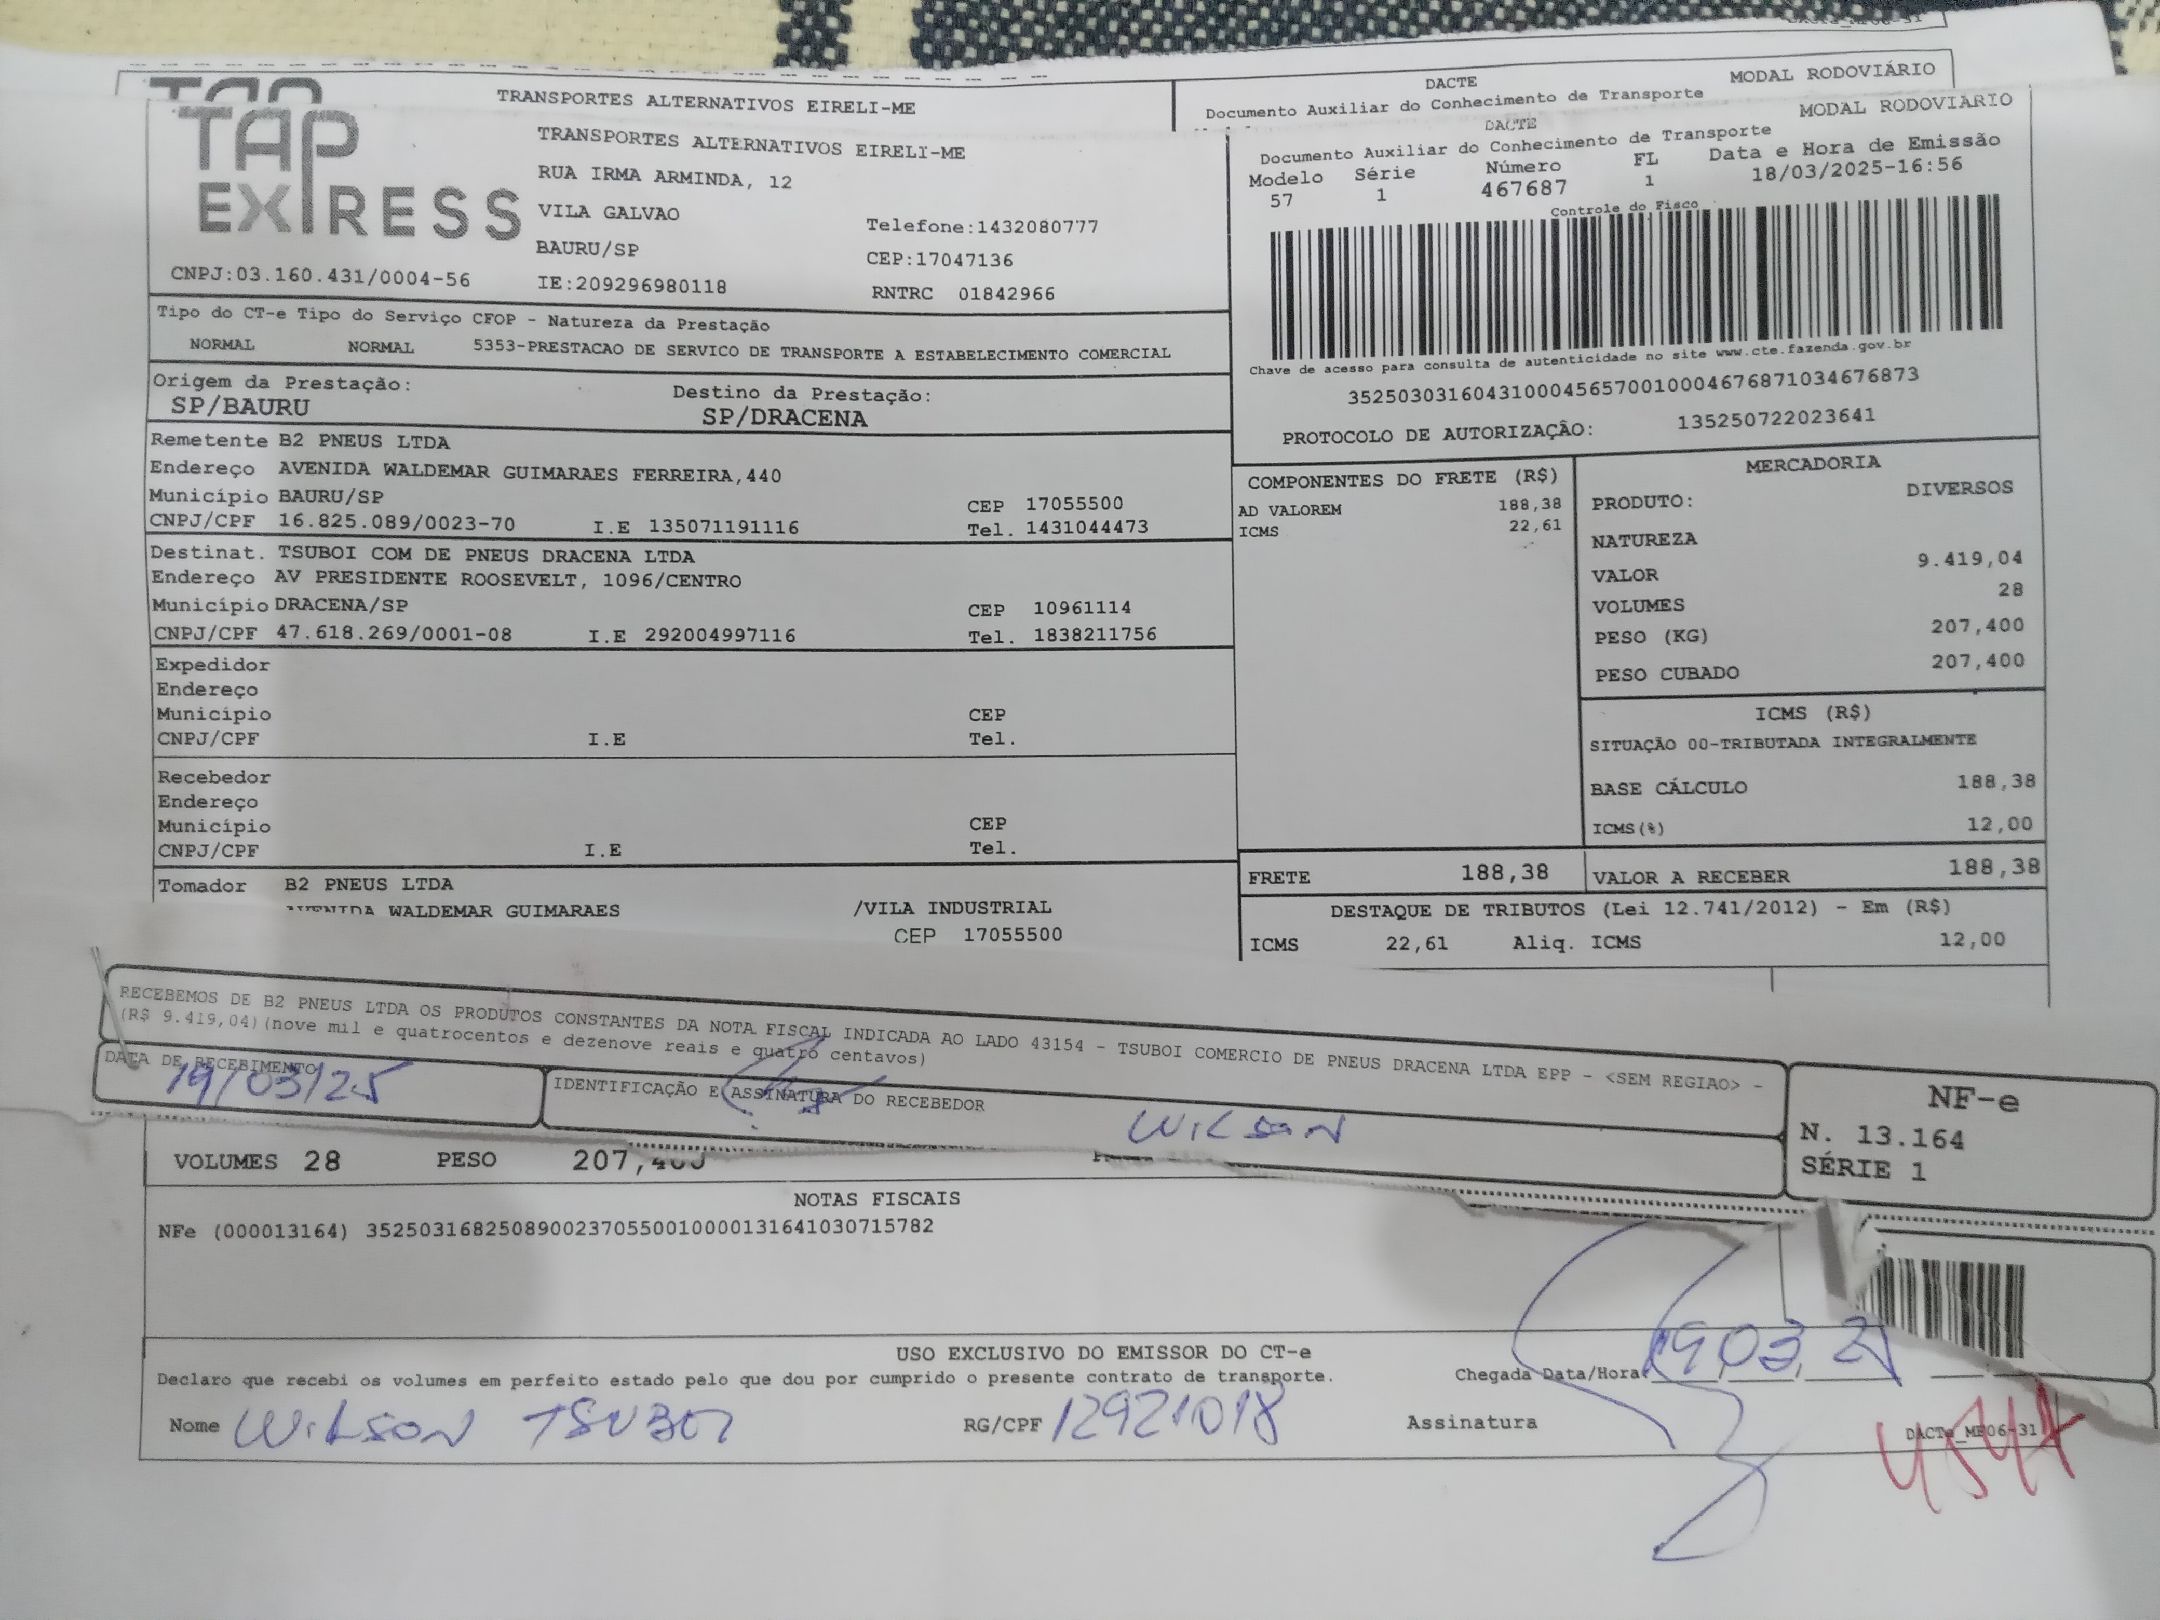 TRANSPORTES ALTERNATIVOS EIRELI-ME
DACTE
MODAL RODOVIÁRIO
Documento Auxiliar do Conhecimento de Transporte
TAP EXPRESS
TRANSPORTES ALTERNATIVOS EIRELI-ME
RUA IRMA ARMINDA, 12
VILA GALVAO
Telefone:1432080777
BAURU/SP
CEP:17047136
CNPJ:03.160.431/0004-56
IE:209296980118
RNTRC 01842966
DACTE
MODAL RODOVIARIO
Documento Auxiliar do Conhecimento de Transporte
Modelo Série Número FL Data e Hora de Emissão
57 1 467687 1 18/03/2025-16:56
Controle do Fisco
Chave de acesso para consulta de autenticidade no site www.cte.fazenda.gov.br
35250303160431000456570010004676871034676873
PROTOCOLO DE AUTORIZAÇÃO: 135250722023641
Tipo do CT-e Tipo do Serviço CFOP - Natureza da Prestação
NORMAL NORMAL 5353-PRESTACAO DE SERVICO DE TRANSPORTE A ESTABELECIMENTO COMERCIAL
Origem da Prestação: Destino da Prestação:
SP/BAURU SP/DRACENA
Remetente B2 PNEUS LTDA
Endereço AVENIDA WALDEMAR GUIMARAES FERREIRA,440
Município BAURU/SP CEP 17055500
CNPJ/CPF 16.825.089/0023-70 I.E 135071191116 Tel. 1431044473
Destinat. TSUBOI COM DE PNEUS DRACENA LTDA
Endereço AV PRESIDENTE ROOSEVELT, 1096/CENTRO
Município DRACENA/SP CEP 10961114
CNPJ/CPF 47.618.269/0001-08 I.E 292004997116 Tel. 1838211756
Expedidor
Endereço
Município CEP
CNPJ/CPF I.E Tel.
Recebedor
Endereço
Município CEP
CNPJ/CPF I.E Tel.
Tomador B2 PNEUS LTDA
AVENIDA WALDEMAR GUIMARAES /VILA INDUSTRIAL
CEP 17055500
COMPONENTES DO FRETE (R$)
AD VALOREM 188,38
ICMS 22,61
MERCADORIA
PRODUTO: DIVERSOS
NATUREZA
VALOR 9.419,04
VOLUMES 28
PESO (KG) 207,400
PESO CUBADO 207,400
ICMS (R$)
SITUAÇÃO 00-TRIBUTADA INTEGRALMENTE
BASE CÁLCULO 188,38
ICMS(%) 12,00
FRETE 188,38 VALOR A RECEBER 188,38
DESTAQUE DE TRIBUTOS (Lei 12.741/2012) - Em (R$)
ICMS 22,61 Aliq. ICMS 12,00
RECEBEMOS DE B2 PNEUS LTDA OS PRODUTOS CONSTANTES DA NOTA FISCAL INDICADA AO LADO 43154 - TSUBOI COMERCIO DE PNEUS DRACENA LTDA EPP - <SEM REGIAO> -
(R$ 9.419,04)(nove mil e quatrocentos e dezenove reais e quatro centavos)
DATA DE RECEBIMENTO
19/03/25
IDENTIFICAÇÃO E ASSINATURA DO RECEBEDOR
WILSON
NF-e
N. 13.164
SÉRIE 1
VOLUMES 28 PESO 207,400
NOTAS FISCAIS
NFe (000013164) 35250316825089002370550010000131641030715782
USO EXCLUSIVO DO EMISSOR DO CT-e
Declaro que recebi os volumes em perfeito estado pelo que dou por cumprido o presente contrato de transporte.
Chegada Data/Hora
Nome WILSON TSUBOI RG/CPF 12921018 Assinatura